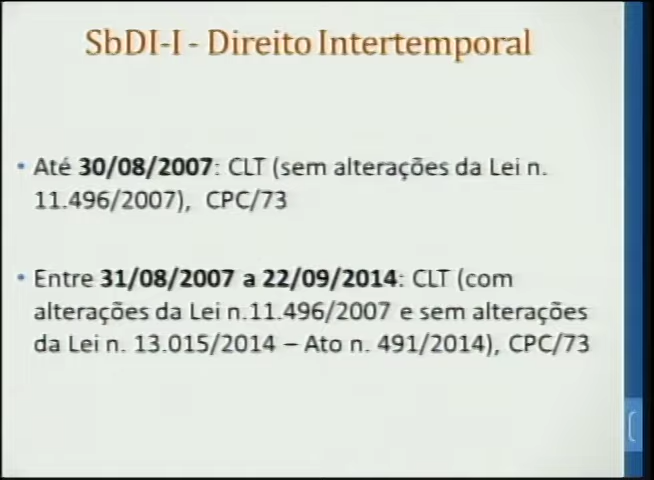 SbDI-I - Direito Intertemporal
• Até 30/08/2007: CLT (sem alterações da Lei n.
11.496/2007), CPC/73
• Entre 31/08/2007 a 22/09/2014: CLT (com
alterações da Lei n.11.496/2007 e sem alterações
da Lei n. 13.015/2014 – Ato n. 491/2014), CPC/73